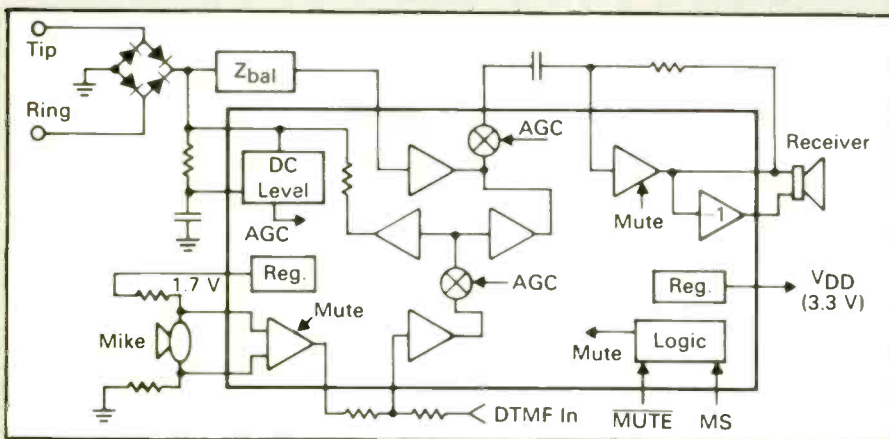 Tip
Ring
Zbal
AGC
DC
Level
AGC
1.7 V
Reg.
Mute
Mike
AGC
Mute
-1
Receiver
Reg.
VDD
(3.3 V)
Mute
Logic
DTMF In
MUTE
MS